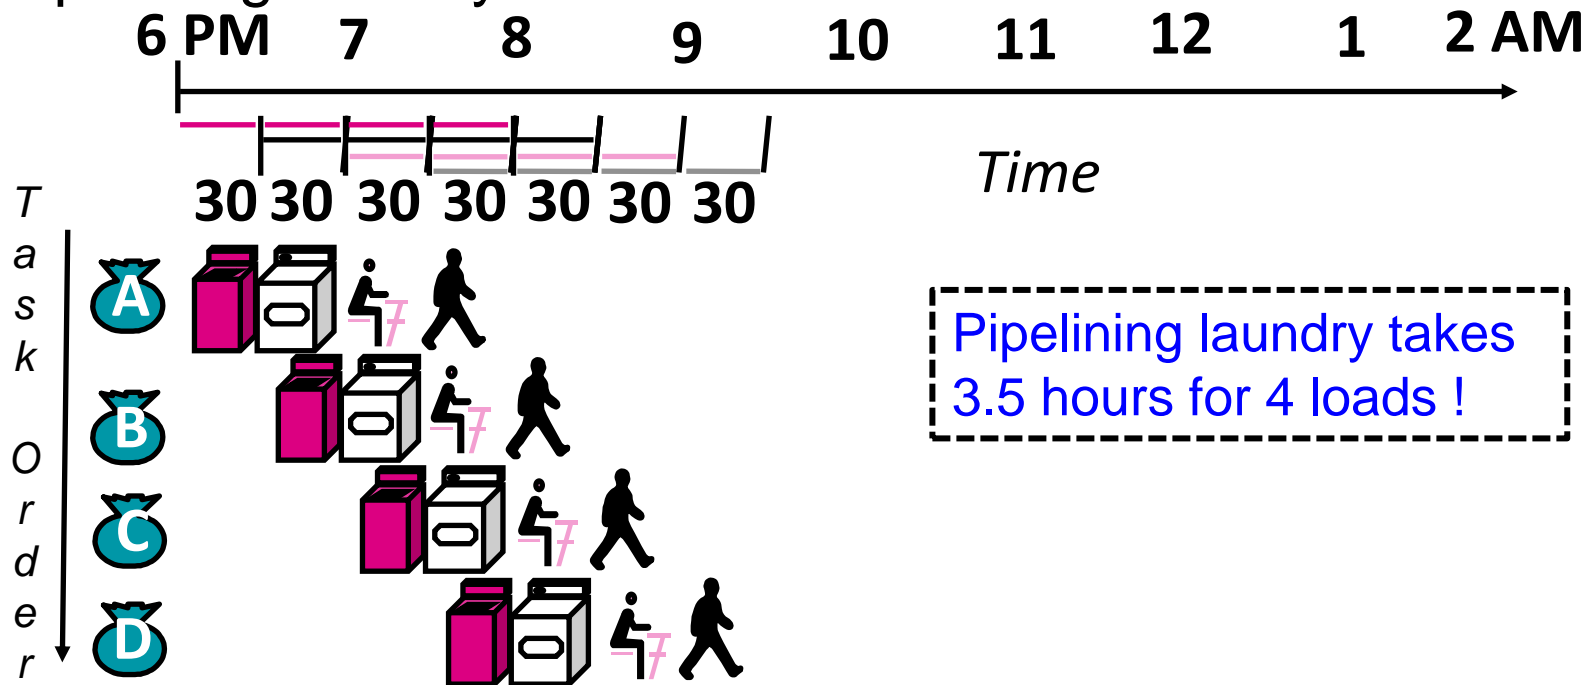 6 PM 7 8 9 10 11 12 1 2 AM
Time
30 30 30 30 30 30 30
Task Order
A
B
C
D
Pipelining laundry takes
3.5 hours for 4 loads !